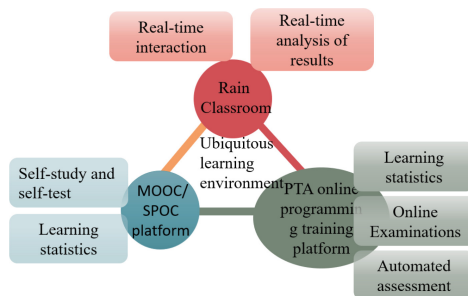 Real-time
interaction
Real-time
analysis of
results
Rain
Classroom
Ubiquitous
learning
environment
Self-study and
self-test
Learning
statistics
MOOC/
SPOC
platform
PTA online
programmin
g training
platform
Learning
statistics
Online
Examinations
Automated
assessment